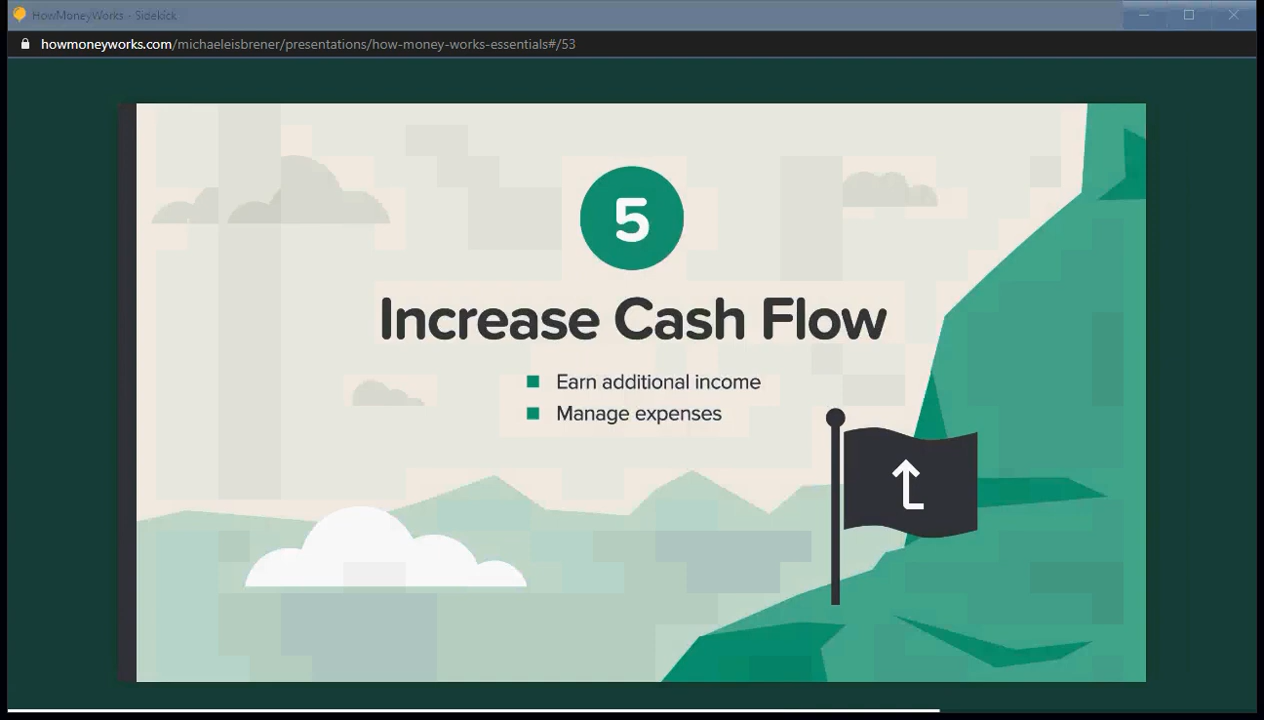 HowMoneyWorks - Sidekick
howmoneyworks.com/michaeleisbrener/presentations/how-money-works-essentials#/53
5
Increase Cash Flow
Earn additional income
Manage expenses